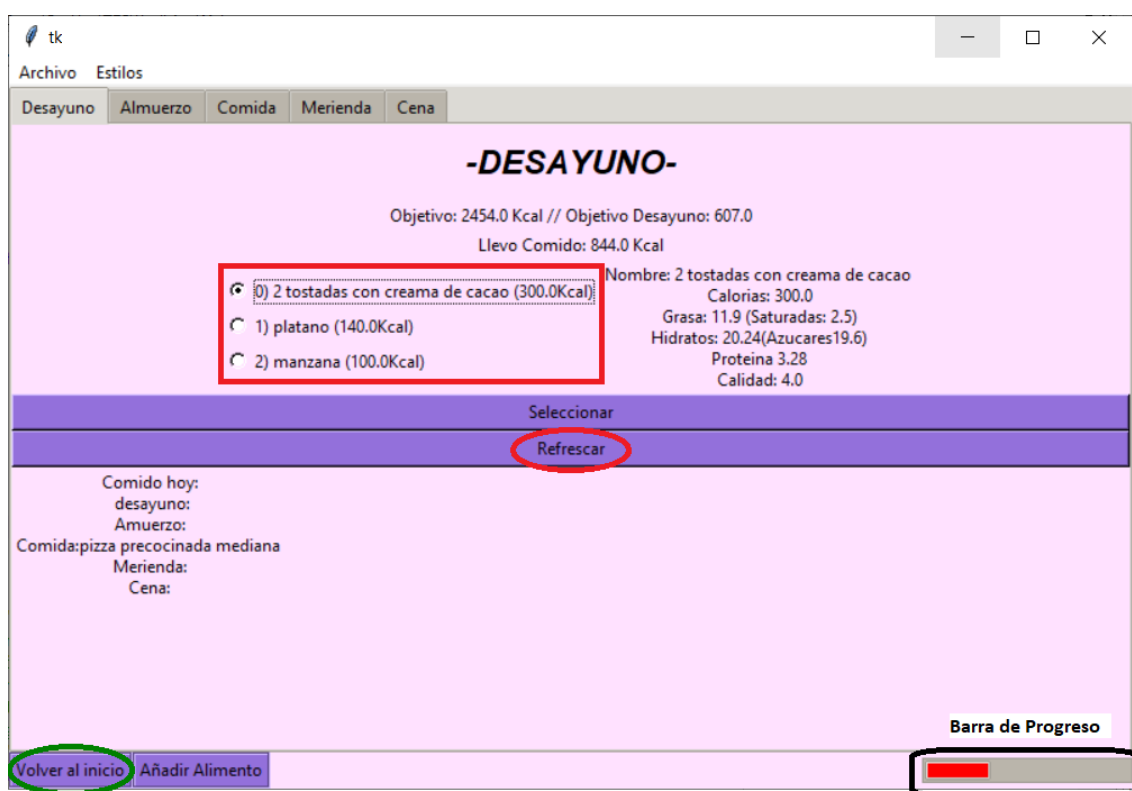 tk
Archivo Estilos
Desayuno Almuerzo Comida Merienda Cena
-DESAYUNO-
Objetivo: 2454.0 Kcal // Objetivo Desayuno: 607.0
Llevo Comido: 844.0 Kcal
0) 2 tostadas con creama de cacao (300.0Kcal)
1) platano (140.0Kcal)
2) manzana (100.0Kcal)
Nombre: 2 tostadas con creama de cacao
Calorias: 300.0
Grasa: 11.9 (Saturadas: 2.5)
Hidratos: 20.24(Azucares19.6)
Proteina 3.28
Calidad: 4.0
Seleccionar
Refrescar
Comido hoy:
desayuno:
Amuerzo:
Comida:pizza precocinada mediana
Merienda:
Cena:
Barra de Progreso
Volver al inicio Añadir Alimento